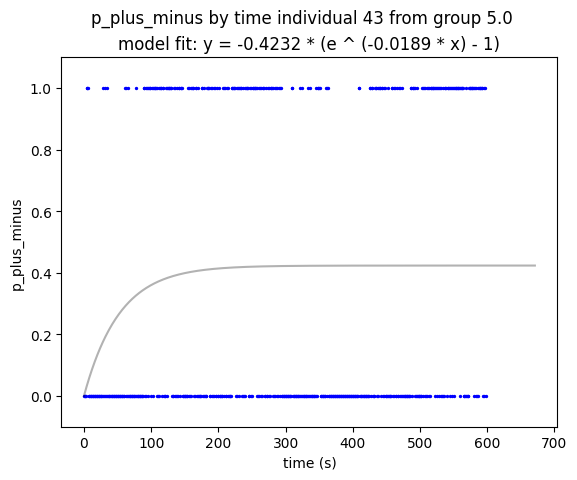 p_plus_minus by time individual 43 from group 5.0
model fit: y = -0.4232 * (e ^ (-0.0189 * x) - 1)
1.0
0.8
0.6
0.4
0.2
0.0
p_plus_minus
0 100 200 300 400 500 600 700
time (s)